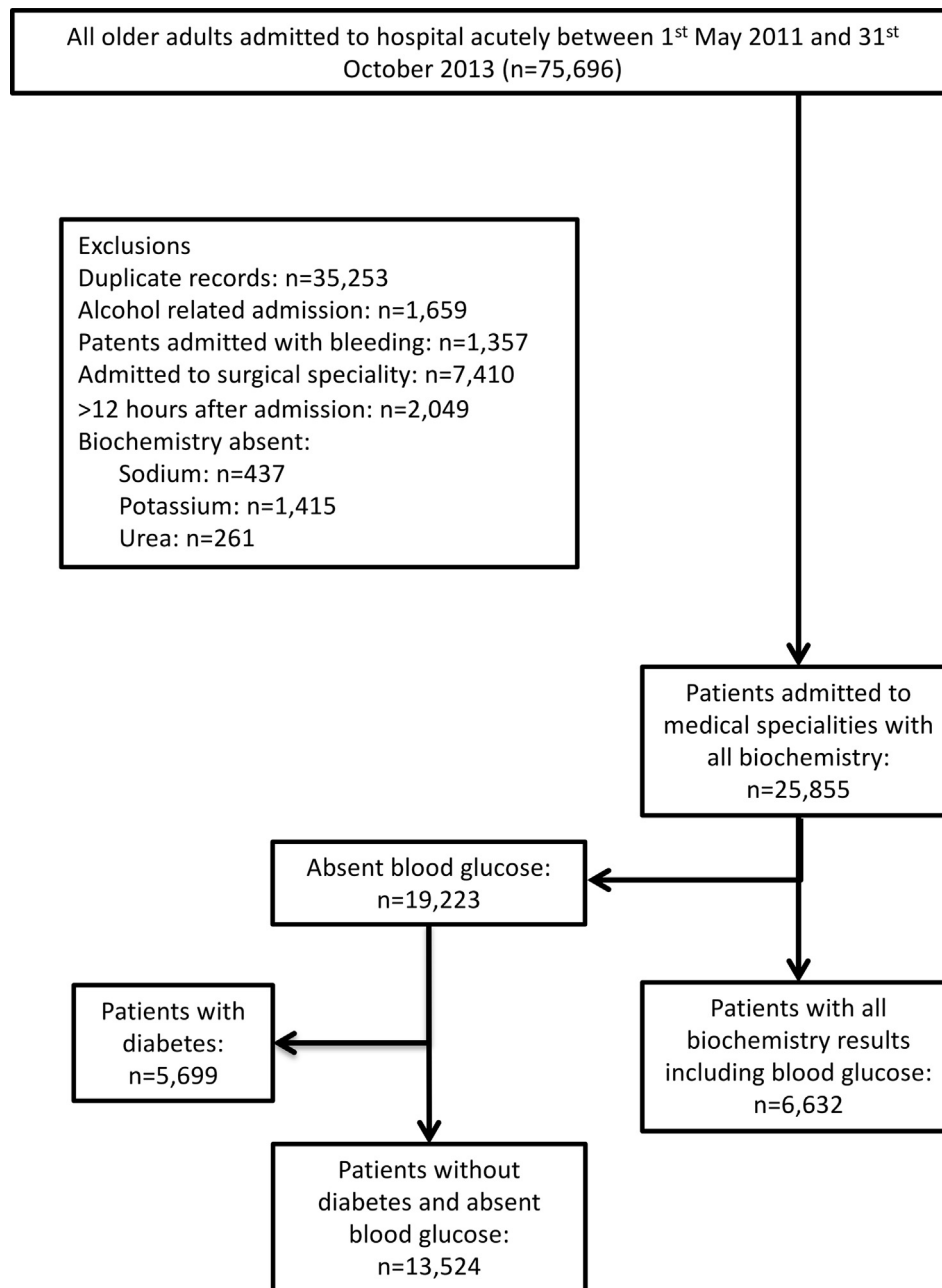 All older adults admitted to hospital acutely between 1st May 2011 and 31st
October 2013 (n=75,696)
Exclusions
Duplicate records: n=35,253
Alcohol related admission: n=1,659
Patents admitted with bleeding: n=1,357
Admitted to surgical speciality: n=7,410
>12 hours after admission: n=2,049
Biochemistry absent:
Sodium: n=437
Potassium: n=1,415
Urea: n=261
Patients admitted to
medical specialities with
all biochemistry:
n=25,855
Absent blood glucose:
n=19,223
Patients with
diabetes:
n=5,699
Patients with all
biochemistry results
including blood glucose:
n=6,632
Patients without
diabetes and absent
blood glucose:
n=13,524